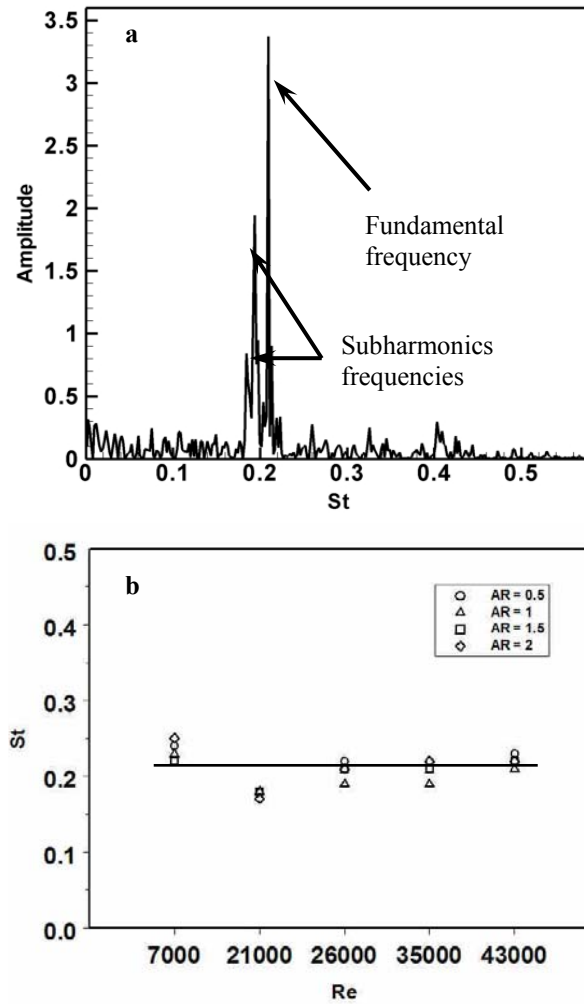 a
3.5
3
2.5
2
1.5
1
0.5
0
Amplitude
Fundamental
frequency
Subharmonics
frequencies
0 0.1 0.2 0.3 0.4 0.5
St
b
0.5
0.4
0.3
0.2
0.1
0.0
St
AR = 0.5
AR = 1
AR = 1.5
AR = 2
7000 21000 26000 35000 43000
Re